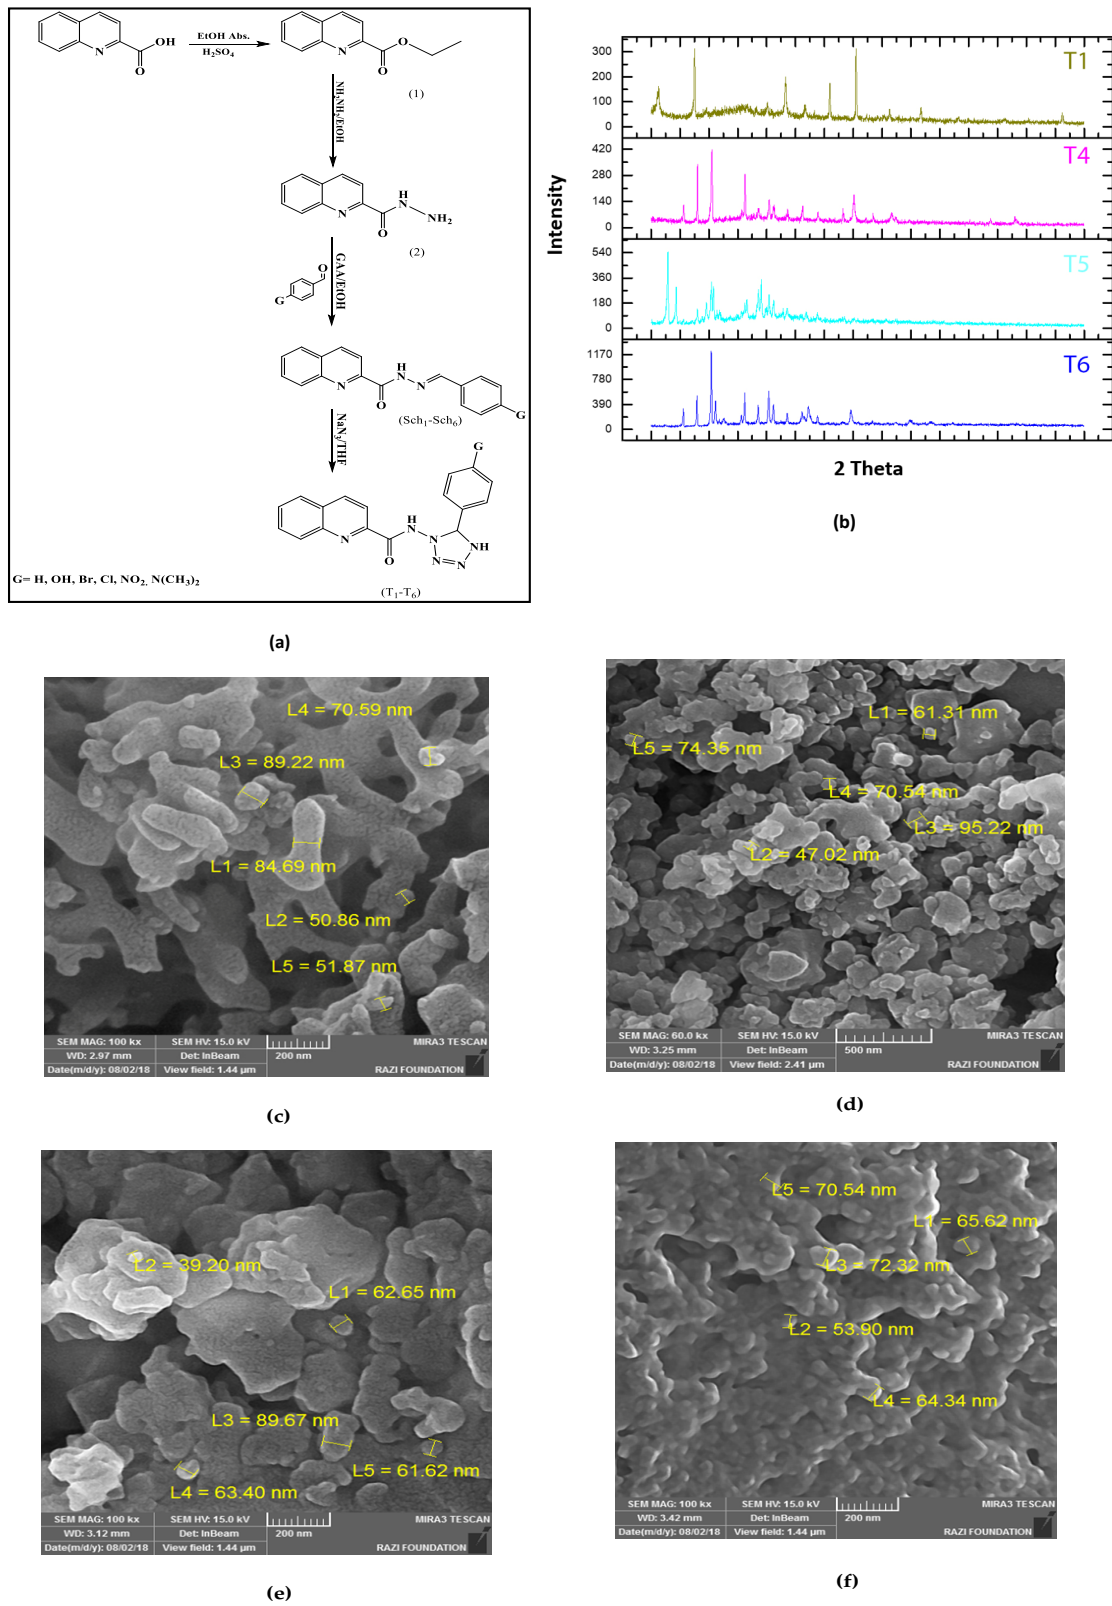 EtOH Abs.
H₂SO₄
N
OH
O
N
O
O
(1)
NH₂NH₂/EtOH
N
H
N
NH₂
O
(2)
G
O
GAA/EtOH
N
H
N
N
O
G
(Sch₁-Sch₆)
NaN₃/THF
G
N
H
N
O
N
NH
N
N
G= H, OH, Br, Cl, NO₂, N(CH₃)₂
(T₁-T₆)
(a)
300
200
100
0
T1
420
280
140
0
T4
540
360
180
0
T5
1170
780
390
0
T6
Intensity
2 Theta
(b)
L4 = 70.59 nm
L3 = 89.22 nm
L1 = 84.69 nm
L2 = 50.86 nm
L5 = 51.87 nm
SEM MAG: 100 kx SEM HV: 15.0 kV MIRA3 TESCAN
WD: 2.97 mm Det: InBeam 200 nm
Date(m/d/y): 08/02/18 View field: 1.44 µm RAZI FOUNDATION
(c)
L1 = 61.31 nm
L5 = 74.35 nm
L4 = 70.54 nm
L3 = 95.22 nm
L2 = 47.02 nm
SEM MAG: 60.0 kx SEM HV: 15.0 kV MIRA3 TESCAN
WD: 3.25 mm Det: InBeam 500 nm
Date(m/d/y): 08/02/18 View field: 2.41 µm RAZI FOUNDATION
(d)
L2 = 39.20 nm
L1 = 62.65 nm
L3 = 89.67 nm
L5 = 61.62 nm
L4 = 63.40 nm
SEM MAG: 100 kx SEM HV: 15.0 kV MIRA3 TESCAN
WD: 3.12 mm Det: InBeam 200 nm
Date(m/d/y): 08/02/18 View field: 1.44 µm RAZI FOUNDATION
(e)
L5 = 70.54 nm
L1 = 65.62 nm
L3 = 72.32 nm
L2 = 53.90 nm
L4 = 64.34 nm
SEM MAG: 100 kx SEM HV: 15.0 kV MIRA3 TESCAN
WD: 3.42 mm Det: InBeam 200 nm
Date(m/d/y): 08/02/18 View field: 1.44 µm RAZI FOUNDATION
(f)